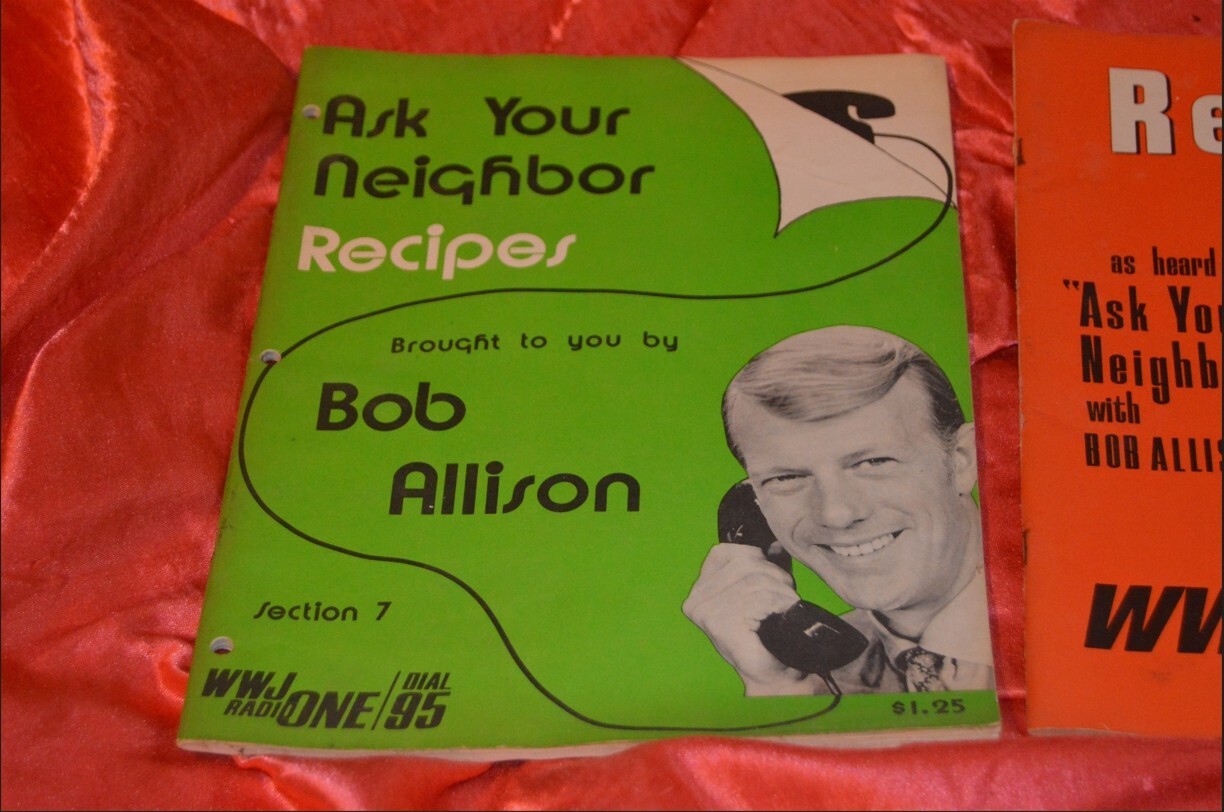 Ask Your
Neighbor
Recipes
Brought to you by
Bob
Allison
Section 7
WWJ
RADIO ONE/DIAL 95
$1.25
Re
as heard
"Ask You
Neighb
with
BOB ALLIS
WW